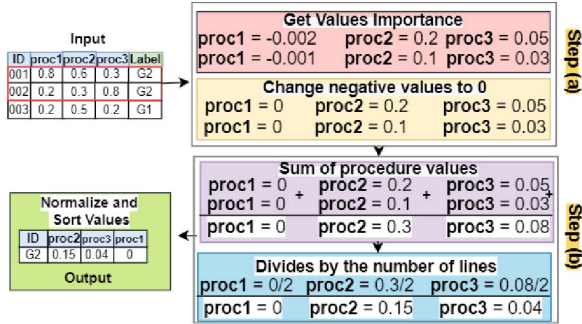 Input
ID proc1 proc2 proc3 Label
001 0.8 0.6 0.3 G2
002 0.2 0.3 0.8 G2
003 0.2 0.5 0.2 G1
Get Values Importance
proc1 = -0.002 proc2 = 0.2 proc3 = 0.05
proc1 = -0.001 proc2 = 0.1 proc3 = 0.03
Change negative values to 0
proc1 = 0 proc2 = 0.2 proc3 = 0.05
proc1 = 0 proc2 = 0.1 proc3 = 0.03
Step (a)
Sum of procedure values
proc1 = 0 proc2 = 0.2 proc3 = 0.05
+ + +
proc1 = 0 proc2 = 0.1 proc3 = 0.03
proc1 = 0 proc2 = 0.3 proc3 = 0.08
Divides by the number of lines
proc1 = 0/2 proc2 = 0.3/2 proc3 = 0.08/2
proc1 = 0 proc2 = 0.15 proc3 = 0.04
Step (b)
Normalize and
Sort Values
ID proc2 proc3 proc1
G2 0.15 0.04 0
Output